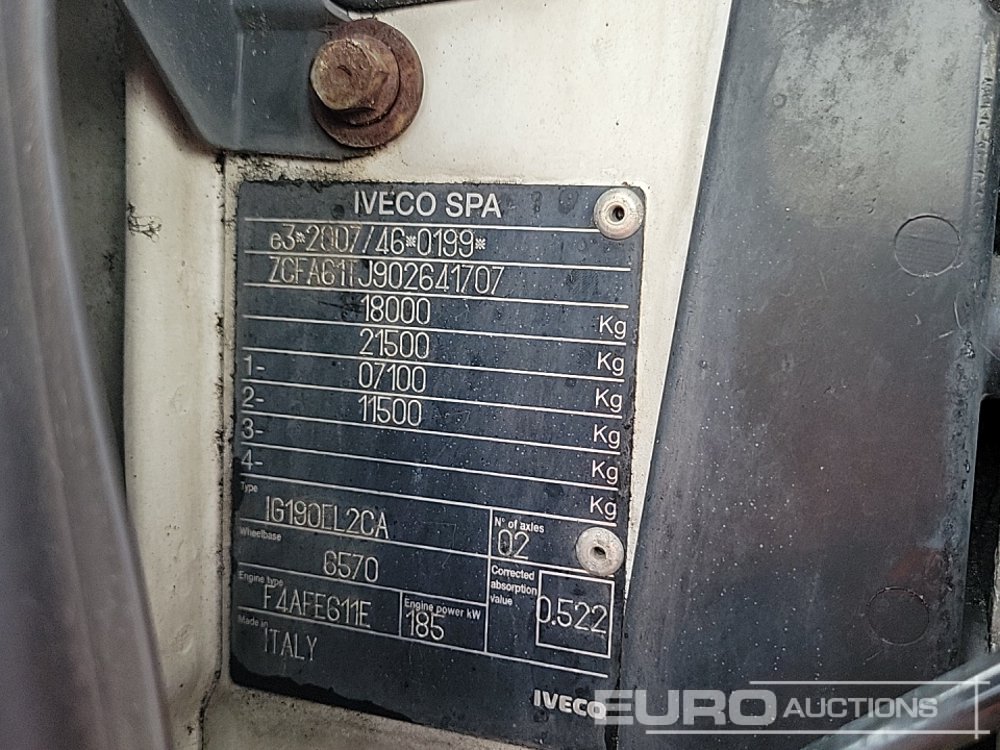 IVECO SPA
e3*2007/46*0199*
ZCFA61TJ902641707
18000 Kg
21500 Kg
1- 07100 Kg
2- 11500 Kg
3- Kg
4- Kg
Type IG190EL2CA
N° of axles 02
Wheelbase 6570
Engine type F4AFE611E
Engine power kW 185
Corrected absorption value 0.522
Made in ITALY
IVECO
EURO AUCTIONS